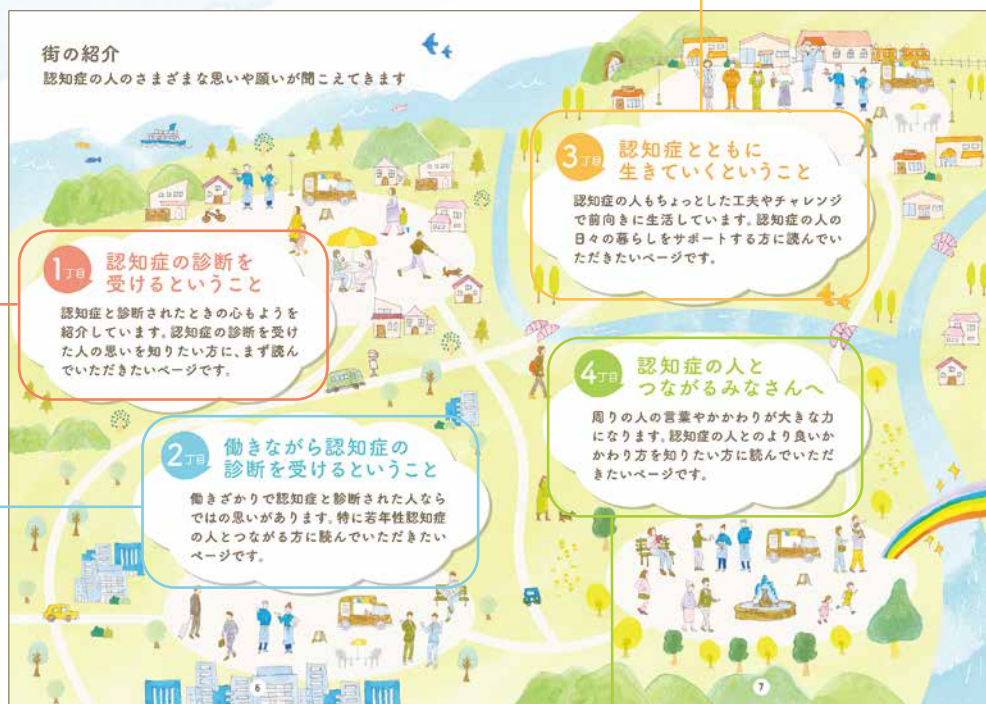 街の紹介
認知症の人のさまざまな思いや願いが聞こえてきます
1丁目
認知症の診断を
受けるということ
認知症と診断されたときの心もようを
紹介しています。認知症の診断を受け
た人の思いを知りたい方に、まず読ん
でいただきたいページです。
2丁目
働きながら認知症の
診断を受けるということ
働きざかりで認知症と診断された人なら
ではの思いがあります。特に若年性認知症
の人とつながる方に読んでいただきたい
ページです。
3丁目
認知症とともに
生きていくということ
認知症の人もちょっとした工夫やチャレンジ
で前向きに生活しています。認知症の人の
日々の暮らしをサポートする方に読んでい
ただきたいページです。
4丁目
認知症の人と
つながるみなさんへ
周りの人の言葉やかかわりが大きな力
になります。認知症の人とのより良いか
かわり方を知りたい方に読んでいただ
きたいページです。
6
7